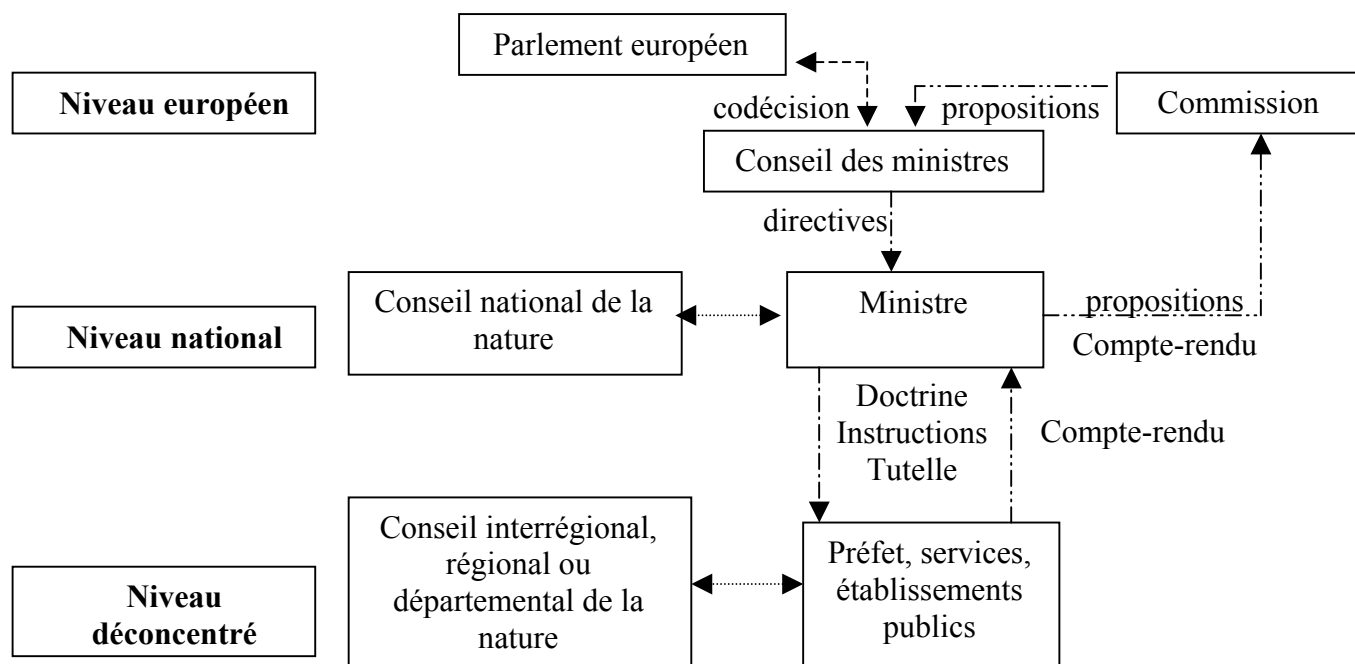 Parlement européen
Niveau européen
codécision
propositions
Commission
Conseil des ministres
directives
Niveau national
Conseil national de la
nature
Ministre
propositions
Compte-rendu
Doctrine
Instructions
Tutelle
Compte-rendu
Niveau
déconcentré
Conseil interrégional,
régional ou
départemental de la
nature
Préfet, services,
établissements
publics